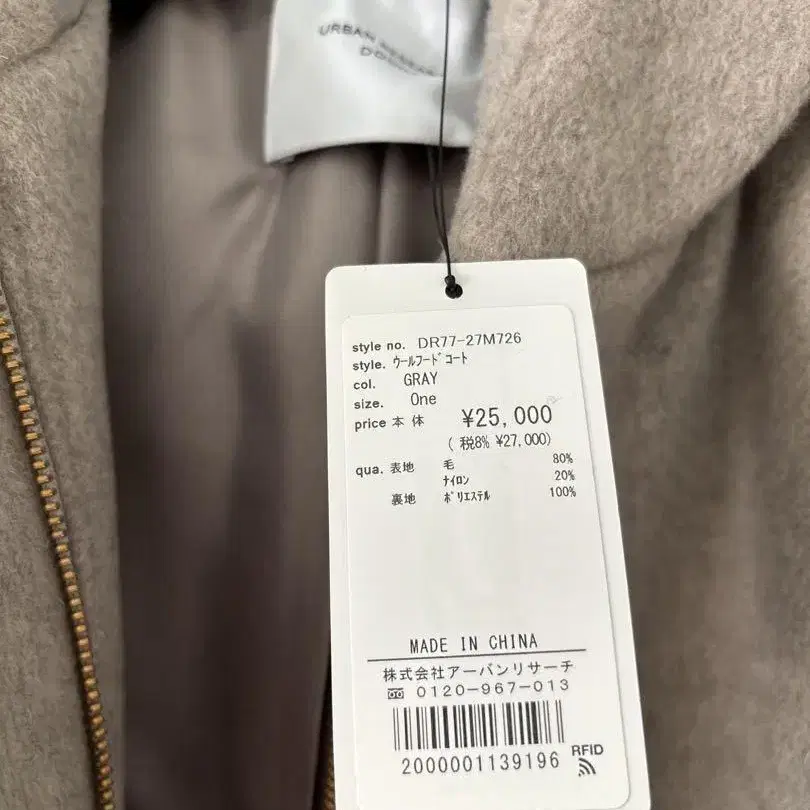 URBAN
style no. DR77-27M726
style. ｳｰﾙﾌｰﾄﾞｺｰﾄ
col. GRAY
size. One
price 本体 ¥25,000
( 税8% ¥27,000)
qua. 表地 毛 80%
ﾅｲﾛﾝ 20%
裏地 ﾎﾟﾘｴｽﾃﾙ 100%
MADE IN CHINA
株式会社アーバンリサーチ
0120-967-013
2000001139196
RFID